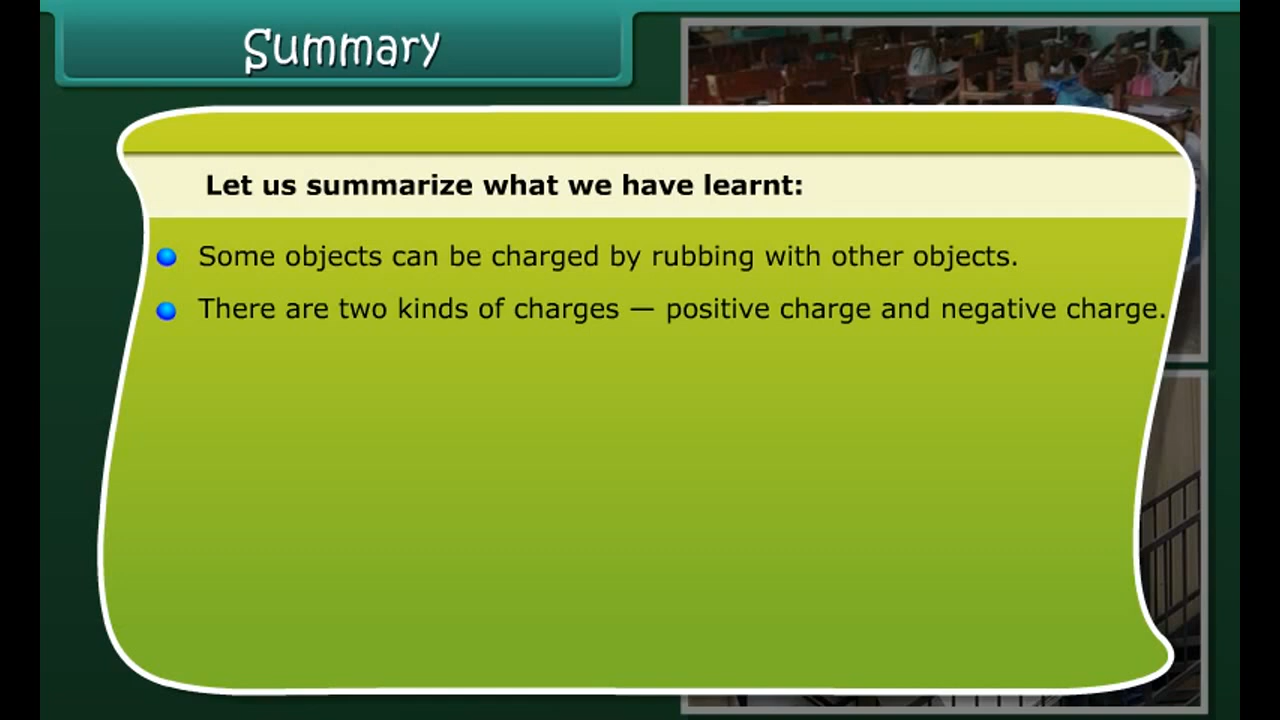 Summary
Let us summarize what we have learnt:
Some objects can be charged by rubbing with other objects.
There are two kinds of charges — positive charge and negative charge.